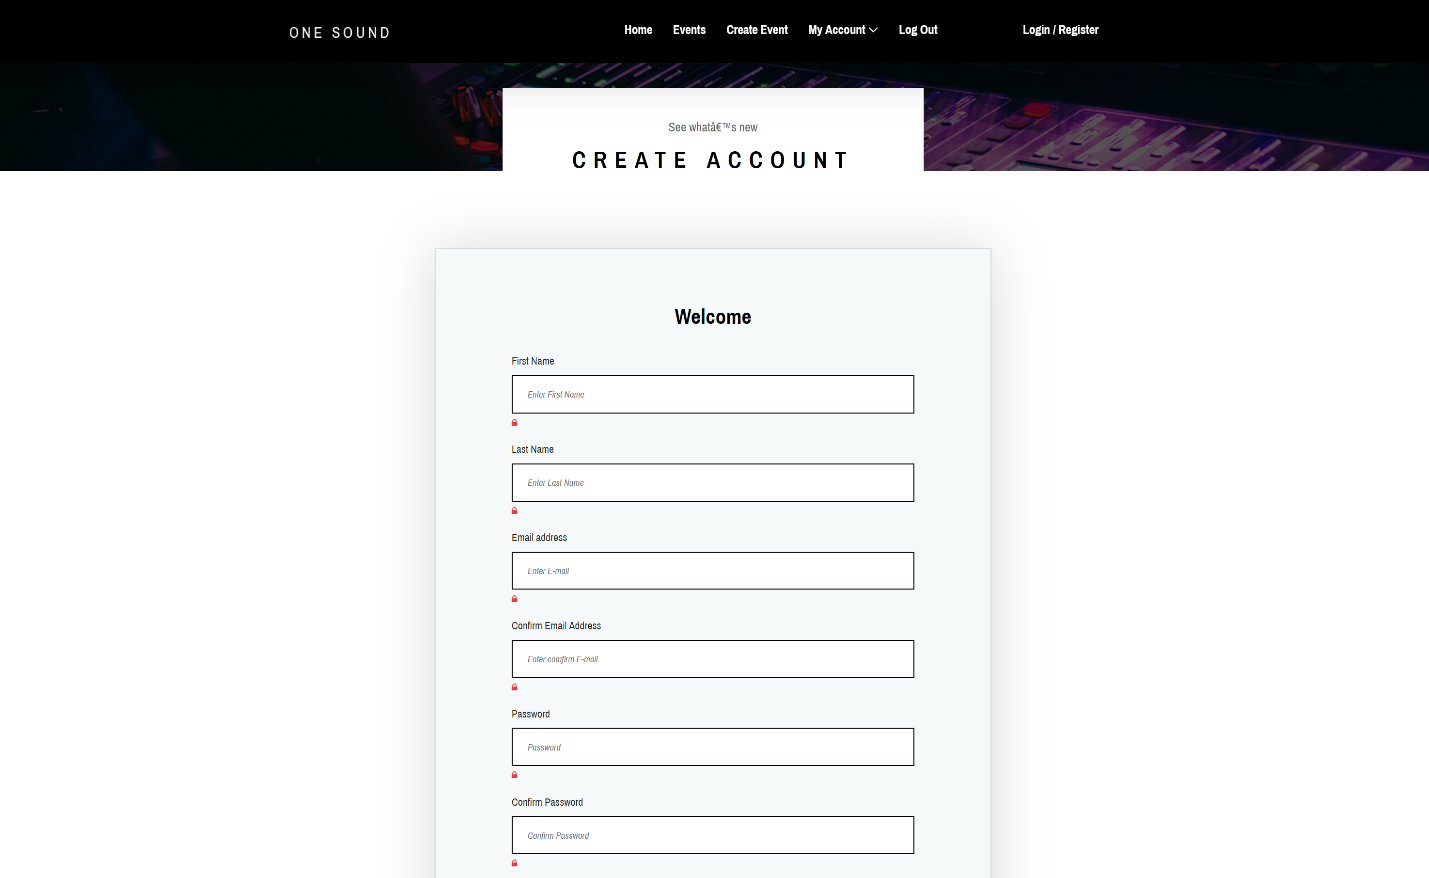 ONE SOUND
Home Events Create Event My Account Log Out Login / Register
See whatâ€™s new
CREATE ACCOUNT
Welcome
First Name
Enter First Name
Last Name
Enter Last Name
Email address
Enter E-mail
Confirm Email Address
Enter comfirm E-mail
Password
Password
Confirm Password
Confirm Password